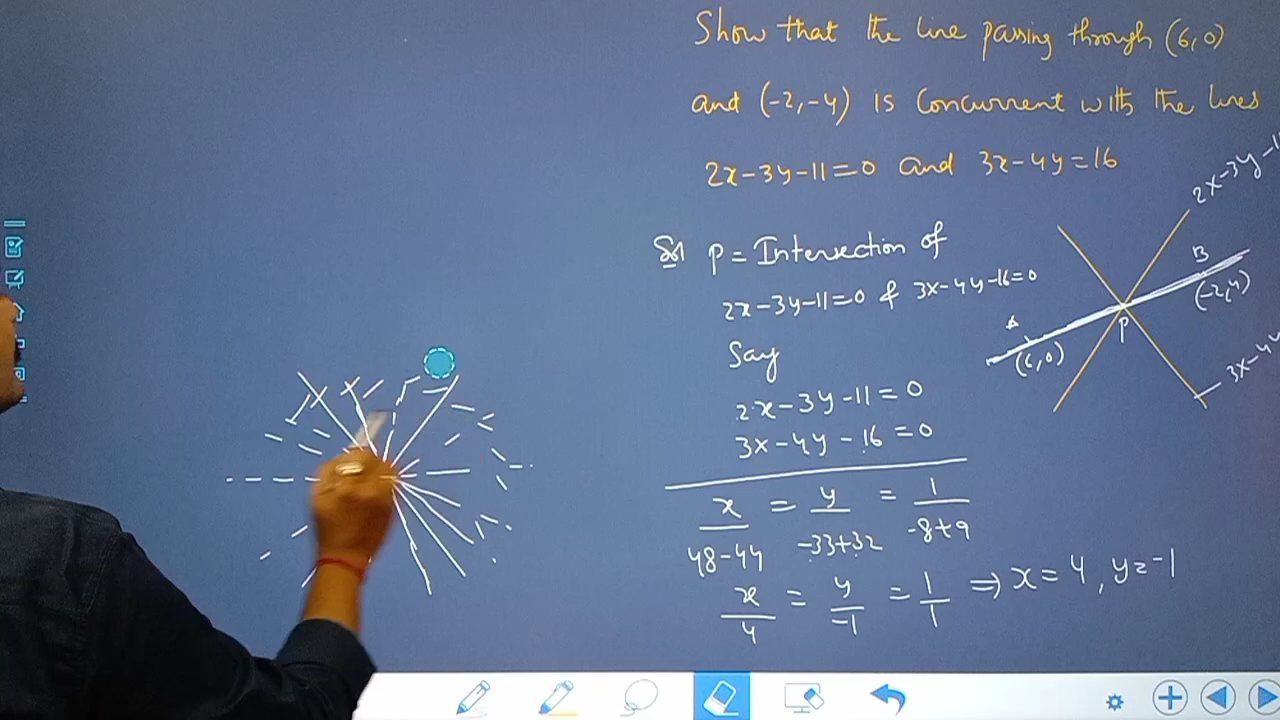 Show that the line passing through (6,0)
and (-2,-4) is concurrent with the lines
2x-3y-11=0 and 3x-4y=16
Sol P = Intersection of
2x-3y-11=0 & 3x-4y-16=0
Say
2x-3y-11=0
3x-4y-16=0
x/48-44 = y/-33+32 = 1/-8+9
x/4 = y/-1 = 1/1 ⇒ x=4, y=-1
2x-3y-11
B
(-2,4)
A
(6,0)
P
3x-4y